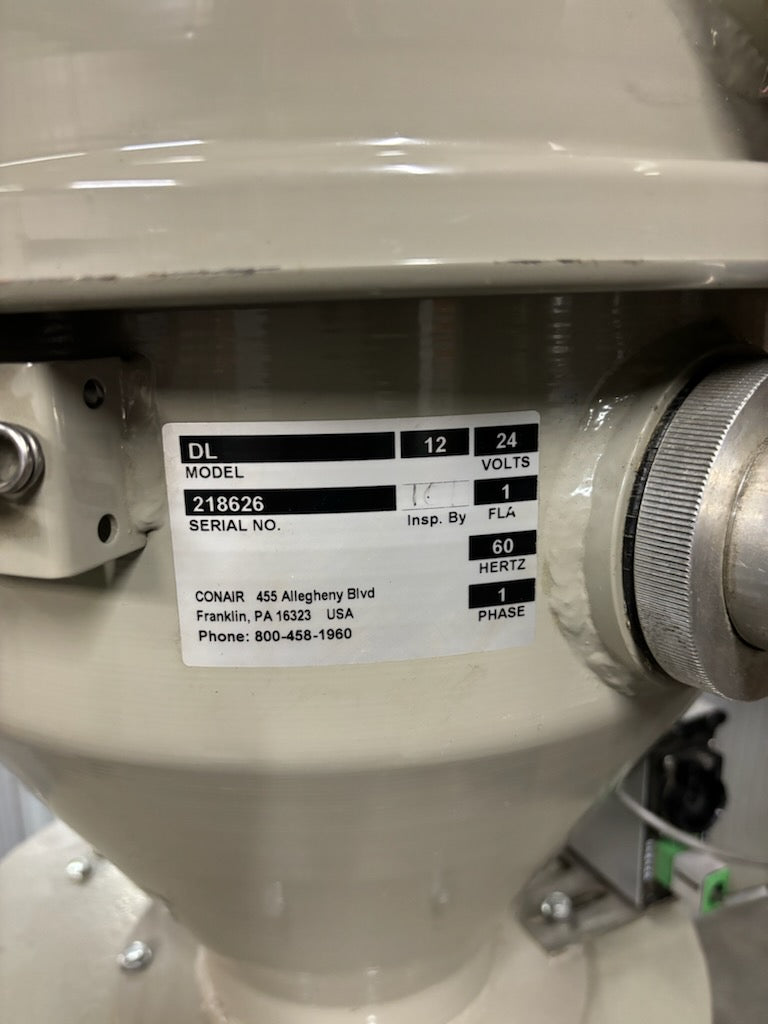 DL 12 24
MODEL VOLTS
218626 1
SERIAL NO. Insp. By FLA
60
HERTZ
CONAIR 455 Allegheny Blvd 1
Franklin, PA 16323 USA PHASE
Phone: 800-458-1960